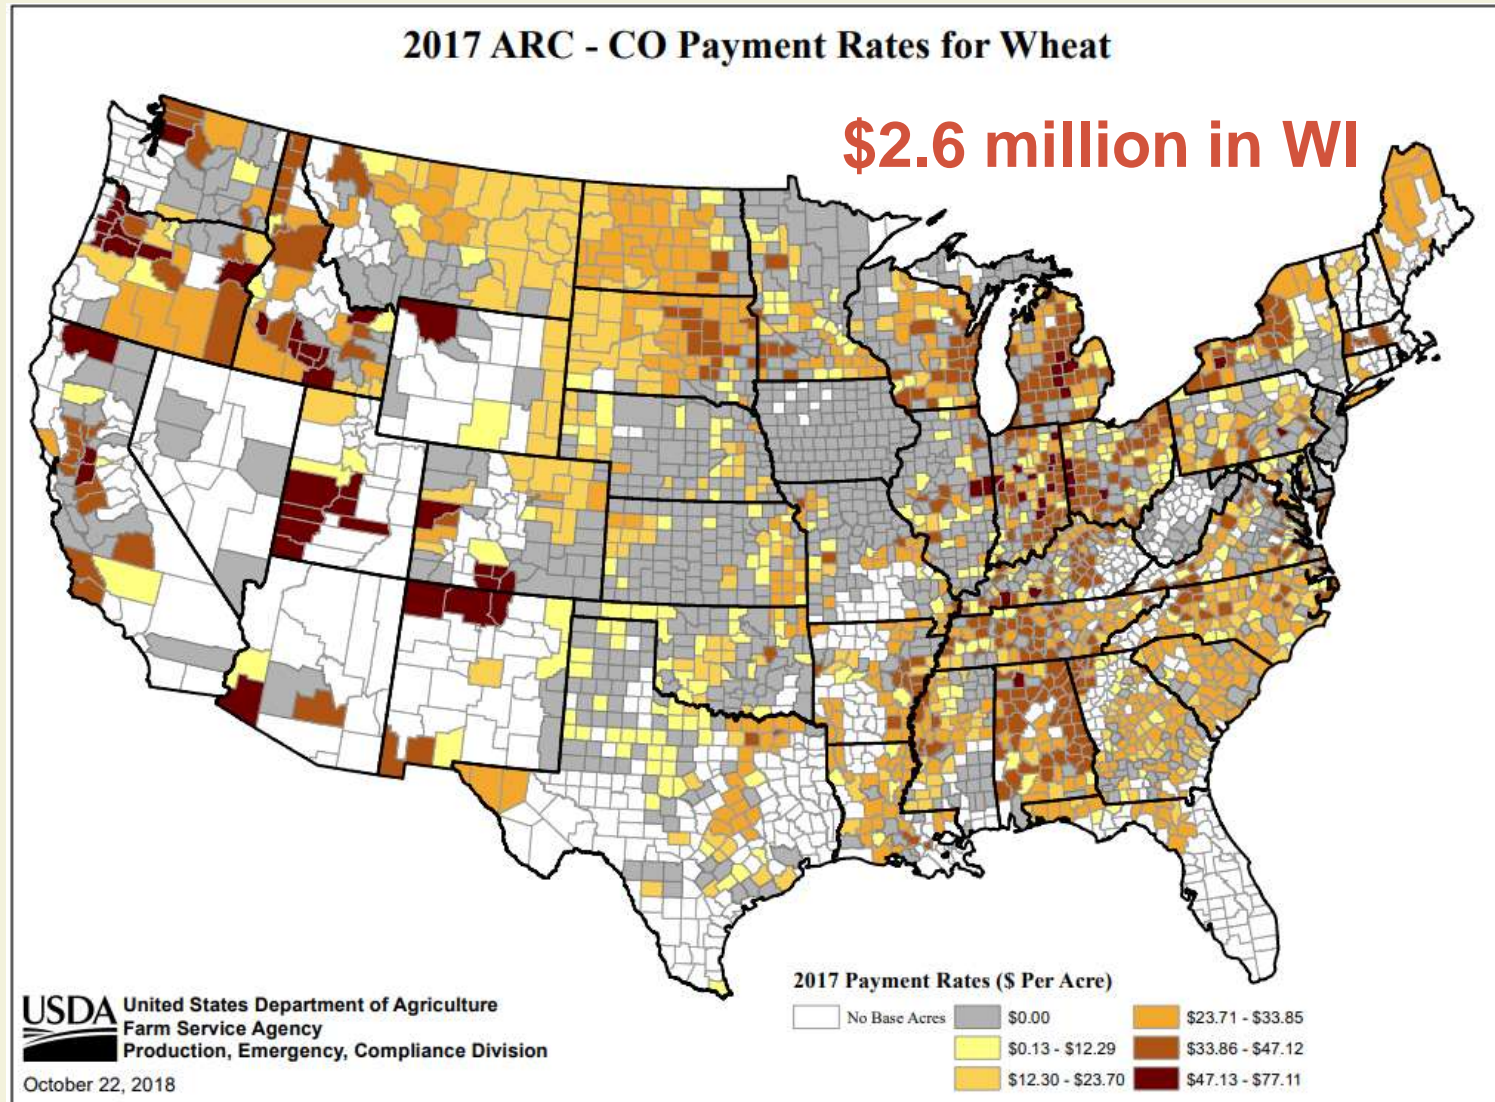 2017 ARC - CO Payment Rates for Wheat
$2.6 million in WI
2017 Payment Rates ($ Per Acre)
No Base Acres
$0.00
$0.13 - $12.29
$12.30 - $23.70
$23.71 - $33.85
$33.86 - $47.12
$47.13 - $77.11
USDA
United States Department of Agriculture
Farm Service Agency
Production, Emergency, Compliance Division
October 22, 2018